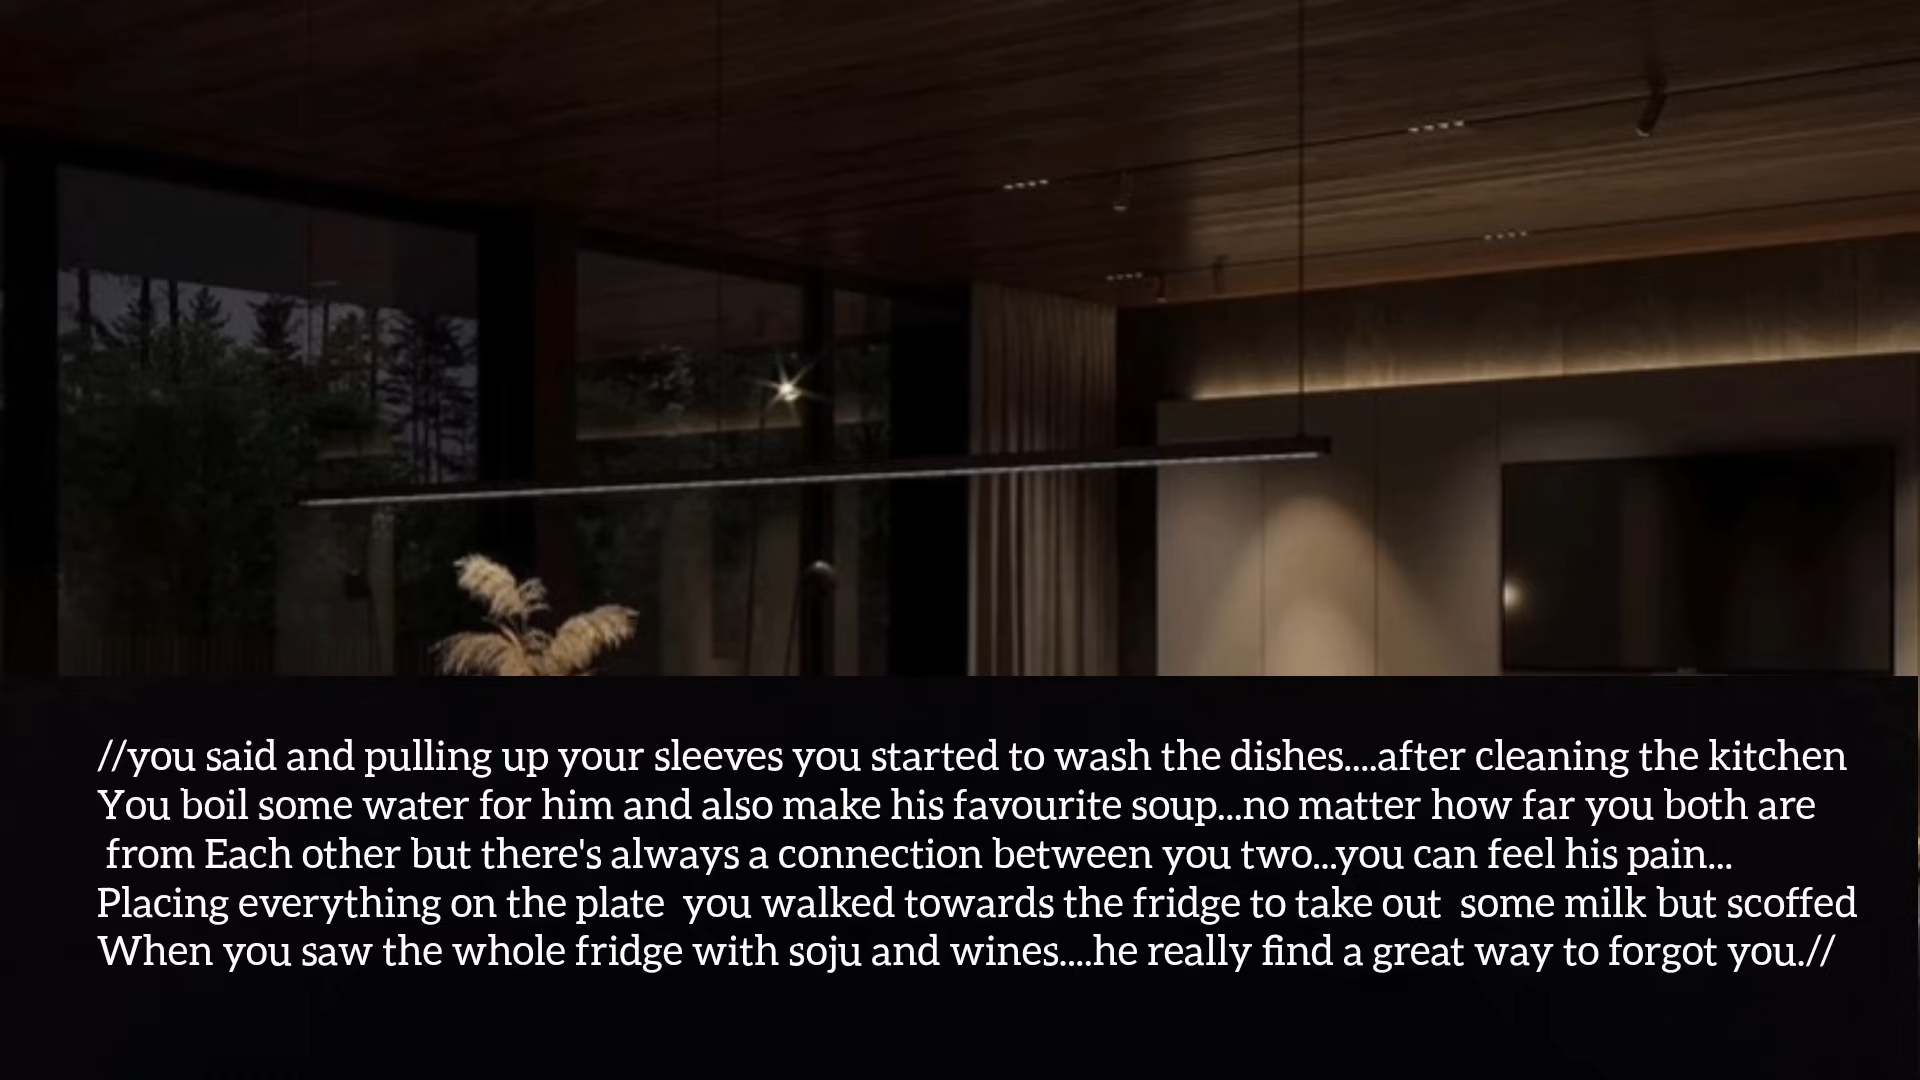 //you said and pulling up your sleeves you started to wash the dishes....after cleaning the kitchen
You boil some water for him and also make his favourite soup...no matter how far you both are
from Each other but there's always a connection between you two...you can feel his pain...
Placing everything on the plate  you walked towards the fridge to take out  some milk but scoffed
When you saw the whole fridge with soju and wines....he really find a great way to forgot you.//